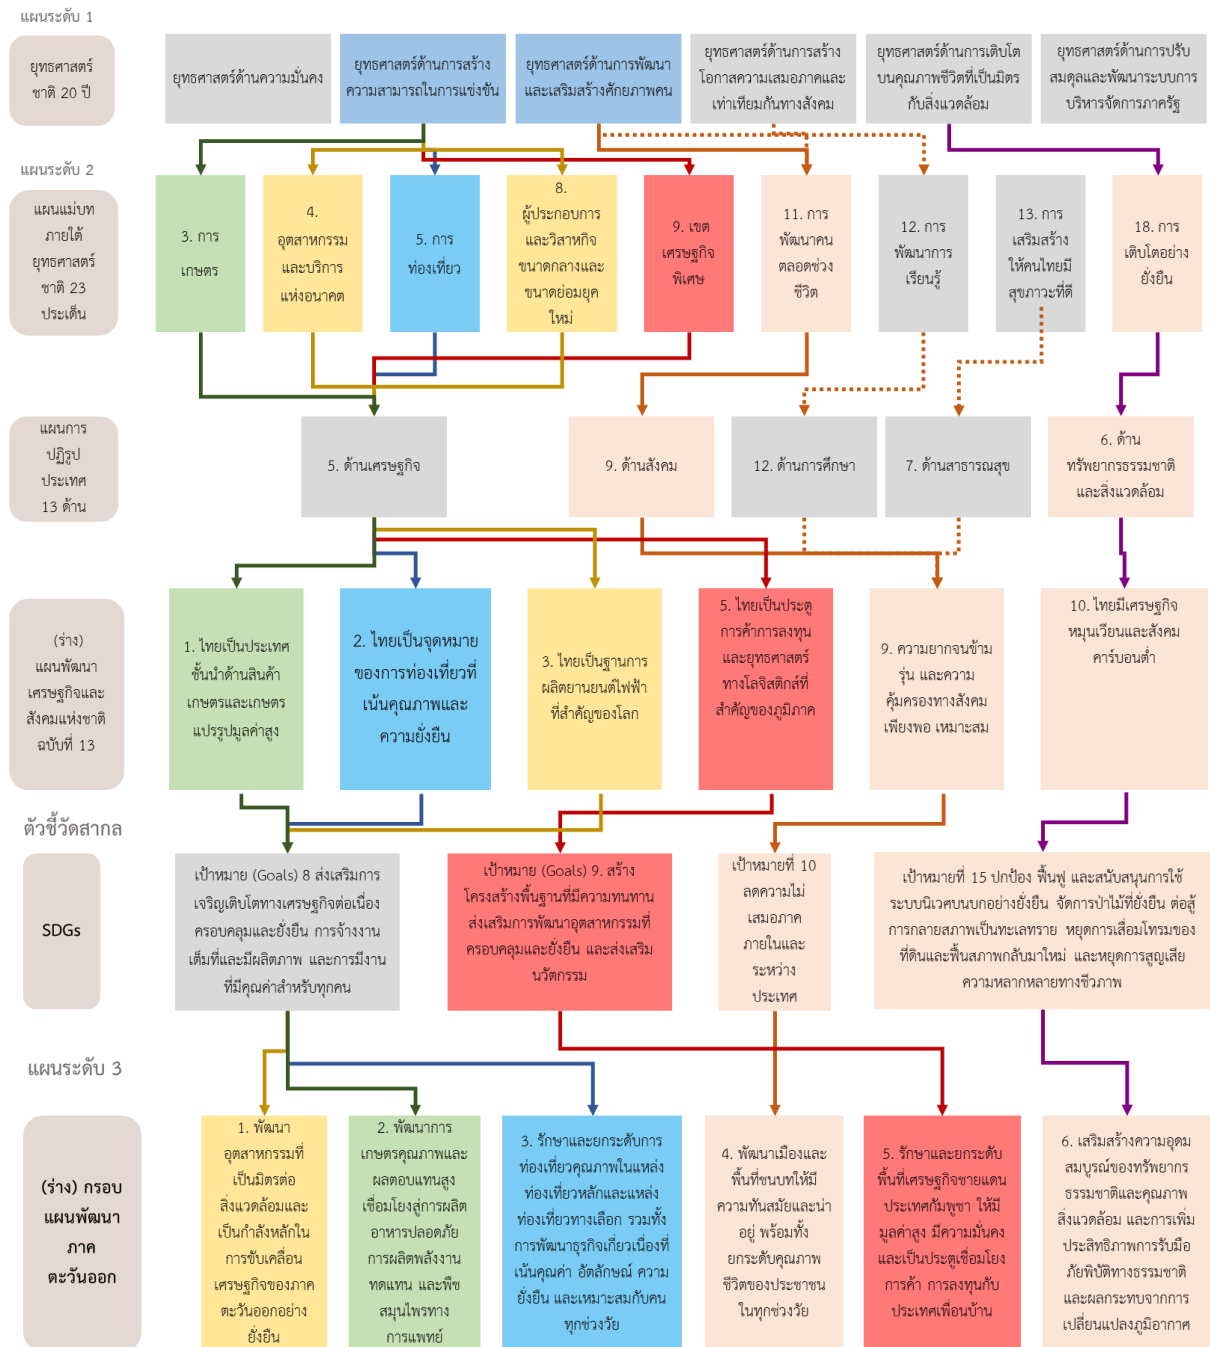 แผนระดับ 1
ยุทธศาสตร์
ชาติ 20 ปี
ยุทธศาสตร์ด้านความมั่นคง
ยุทธศาสตร์ด้านการสร้าง
ความสามารถในการแข่งขัน
ยุทธศาสตร์ด้านการพัฒนา
และเสริมสร้างศักยภาพคน
ยุทธศาสตร์ด้านการสร้าง
โอกาสความเสมอภาคและ
เท่าเทียมกันทางสังคม
ยุทธศาสตร์ด้านการเติบโต
บนคุณภาพชีวิตที่เป็นมิตร
กับสิ่งแวดล้อม
ยุทธศาสตร์ด้านการปรับ
สมดุลและพัฒนาระบบการ
บริหารจัดการภาครัฐ
แผนระดับ 2
แผนแม่บท
ภายใต้
ยุทธศาสตร์
ชาติ 23
ประเด็น
3. การ
เกษตร
4.
อุตสาหกรรม
และบริการ
แห่งอนาคต
5. การ
ท่องเที่ยว
8.
ผู้ประกอบการ
และวิสาหกิจ
ขนาดกลางและ
ขนาดย่อมยุค
ใหม่
9. เขต
เศรษฐกิจ
พิเศษ
11. การ
พัฒนาคน
ตลอดช่วง
ชีวิต
12. การ
พัฒนาการ
เรียนรู้
13. การ
เสริมสร้าง
ให้คนไทยมี
สุขภาวะที่ดี
18. การ
เติบโตอย่าง
ยั่งยืน
แผนการ
ปฏิรูป
ประเทศ
13 ด้าน
5. ด้านเศรษฐกิจ
9. ด้านสังคม
12. ด้านการศึกษา
7. ด้านสาธารณสุข
6. ด้าน
ทรัพยากรธรรมชาติ
และสิ่งแวดล้อม
(ร่าง)
แผนพัฒนา
เศรษฐกิจและ
สังคมแห่งชาติ
ฉบับที่ 13
1. ไทยเป็นประเทศ
ชั้นนำด้านสินค้า
เกษตรและเกษตร
แปรรูปมูลค่าสูง
2. ไทยเป็นจุดหมาย
ของการท่องเที่ยวที่
เน้นคุณภาพและ
ความยั่งยืน
3. ไทยเป็นฐานการ
ผลิตยานยนต์ไฟฟ้า
ที่สำคัญของโลก
5. ไทยเป็นประตู
การค้าการลงทุน
และยุทธศาสตร์
ทางโลจิสติกส์ที่
สำคัญของภูมิภาค
9. ความยากจนข้าม
รุ่น และความ
คุ้มครองทางสังคม
เพียงพอ เหมาะสม
10. ไทยมีเศรษฐกิจ
หมุนเวียนและสังคม
คาร์บอนต่ำ
ตัวชี้วัดสากล
SDGs
เป้าหมาย (Goals) 8 ส่งเสริมการ
เจริญเติบโตทางเศรษฐกิจต่อเนื่อง
ครอบคลุมและยั่งยืน การจ้างงาน
เต็มที่และมีผลิตภาพ และการมีงาน
ที่มีคุณค่าสำหรับทุกคน
เป้าหมาย (Goals) 9. สร้าง
โครงสร้างพื้นฐานที่มีความทนทาน
ส่งเสริมการพัฒนาอุตสาหกรรมที่
ครอบคลุมและยั่งยืน และส่งเสริม
นวัตกรรม
เป้าหมายที่ 10
ลดความไม่
เสมอภาค
ภายในและ
ระหว่าง
ประเทศ
เป้าหมายที่ 15 ปกป้อง ฟื้นฟู และสนับสนุนการใช้
ระบบนิเวศบนบกอย่างยั่งยืน จัดการป่าไม้ที่ยั่งยืน ต่อสู้
การกลายสภาพเป็นทะเลทราย หยุดการเสื่อมโทรมของ
ที่ดินและฟื้นสภาพกลับมาใหม่ และหยุดการสูญเสีย
ความหลากหลายทางชีวภาพ
แผนระดับ 3
(ร่าง) กรอบ
แผนพัฒนา
ภาค
ตะวันออก
1. พัฒนา
อุตสาหกรรมที่
เป็นมิตรต่อ
สิ่งแวดล้อมและ
เป็นกำลังหลักใน
การขับเคลื่อน
เศรษฐกิจของภาค
ตะวันออกอย่าง
ยั่งยืน
2. พัฒนาการ
เกษตรคุณภาพและ
ผลตอบแทนสูง
เชื่อมโยงสู่การผลิต
อาหารปลอดภัย
การผลิตพลังงาน
ทดแทน และพืช
สมุนไพรทาง
การแพทย์
3. รักษาและยกระดับการ
ท่องเที่ยวคุณภาพในแหล่ง
ท่องเที่ยวหลักและแหล่ง
ท่องเที่ยวทางเลือก รวมทั้ง
การพัฒนาธุรกิจเกี่ยวเนื่องที่
เน้นคุณค่า อัตลักษณ์ ความ
ยั่งยืน และเหมาะสมกับคน
ทุกช่วงวัย
4. พัฒนาเมืองและ
พื้นที่ชนบทให้มี
ความทันสมัยและน่า
อยู่ พร้อมทั้ง
ยกระดับคุณภาพ
ชีวิตของประชาชน
ในทุกช่วงวัย
5. รักษาและยกระดับ
พื้นที่เศรษฐกิจชายแดน
ประเทศกัมพูชา ให้มี
มูลค่าสูง มีความมั่นคง
และเป็นประตูเชื่อมโยง
การค้า การลงทุนกับ
ประเทศเพื่อนบ้าน
6. เสริมสร้างความอุดม
สมบูรณ์ของทรัพยากร
ธรรมชาติและคุณภาพ
สิ่งแวดล้อม และการเพิ่ม
ประสิทธิภาพการรับมือ
ภัยพิบัติทางธรรมชาติ
และผลกระทบจากการ
เปลี่ยนแปลงภูมิอากาศ